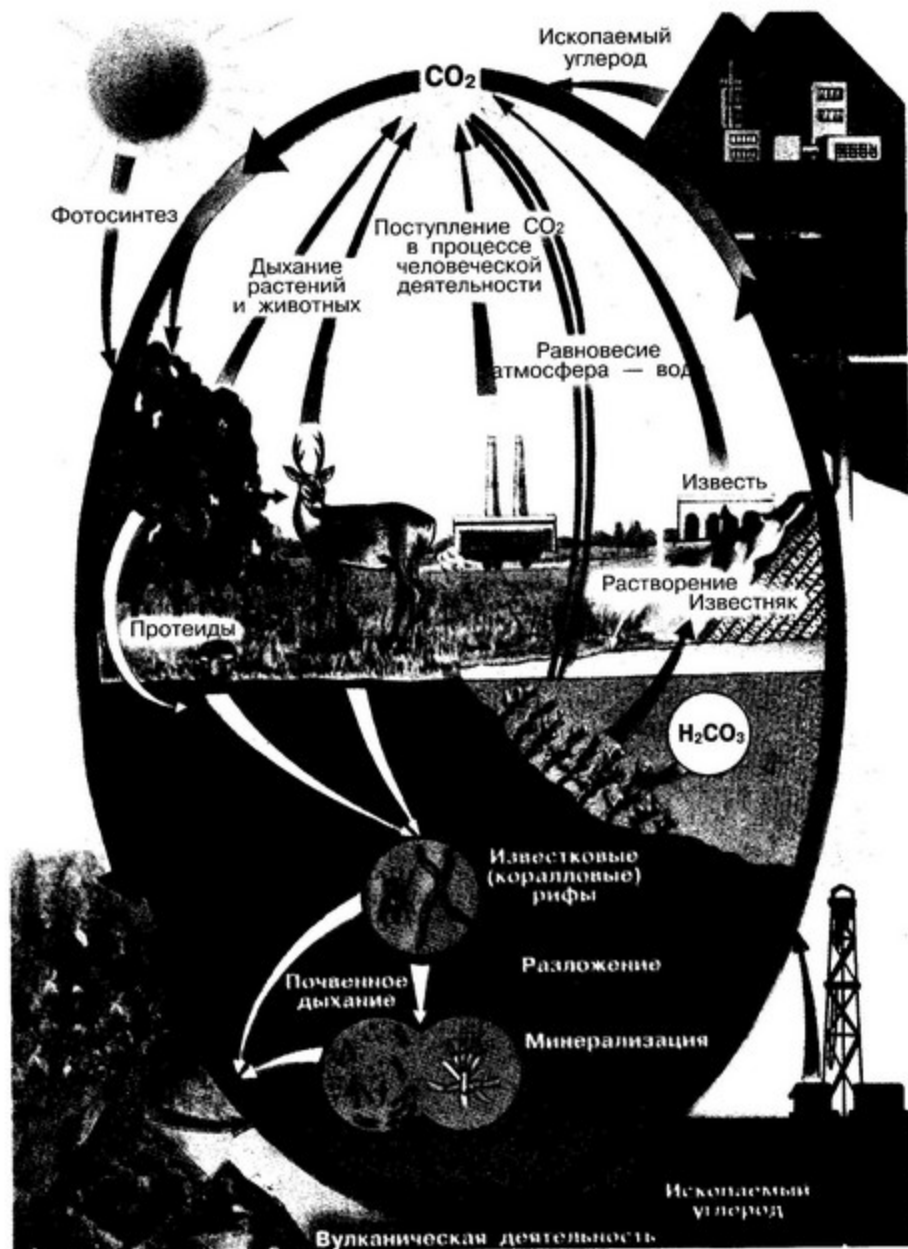 Ископаемый
углерод
CO₂
Фотосинтез
Поступление CO₂
в процессе
человеческой
деятельности
Дыхание
растений
и животных
Равновесие
атмосфера — вод
Известь
Растворение
Известняк
Протеиды
H₂CO₃
Известковые
(коралловые)
рифы
Разложение
Почвенное
дыхание
Минерализация
Ископаемый
углерод
Вулканическая деятельность